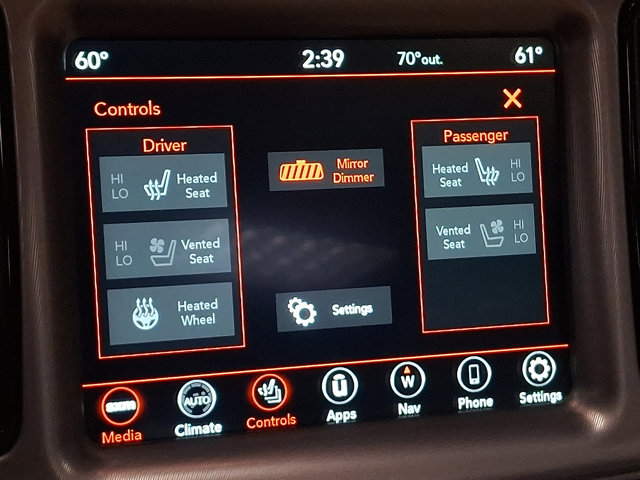 60° 2:39 70°out. 61°
Controls X
Driver
HI
LO
Heated
Seat
HI
LO
Vented
Seat
Heated
Wheel
Mirror
Dimmer
Settings
Passenger
Heated
Seat
HI
LO
Vented
Seat
HI
LO
Media
AUTO
Climate
Controls
ū
Apps
W
Nav
Phone
Settings